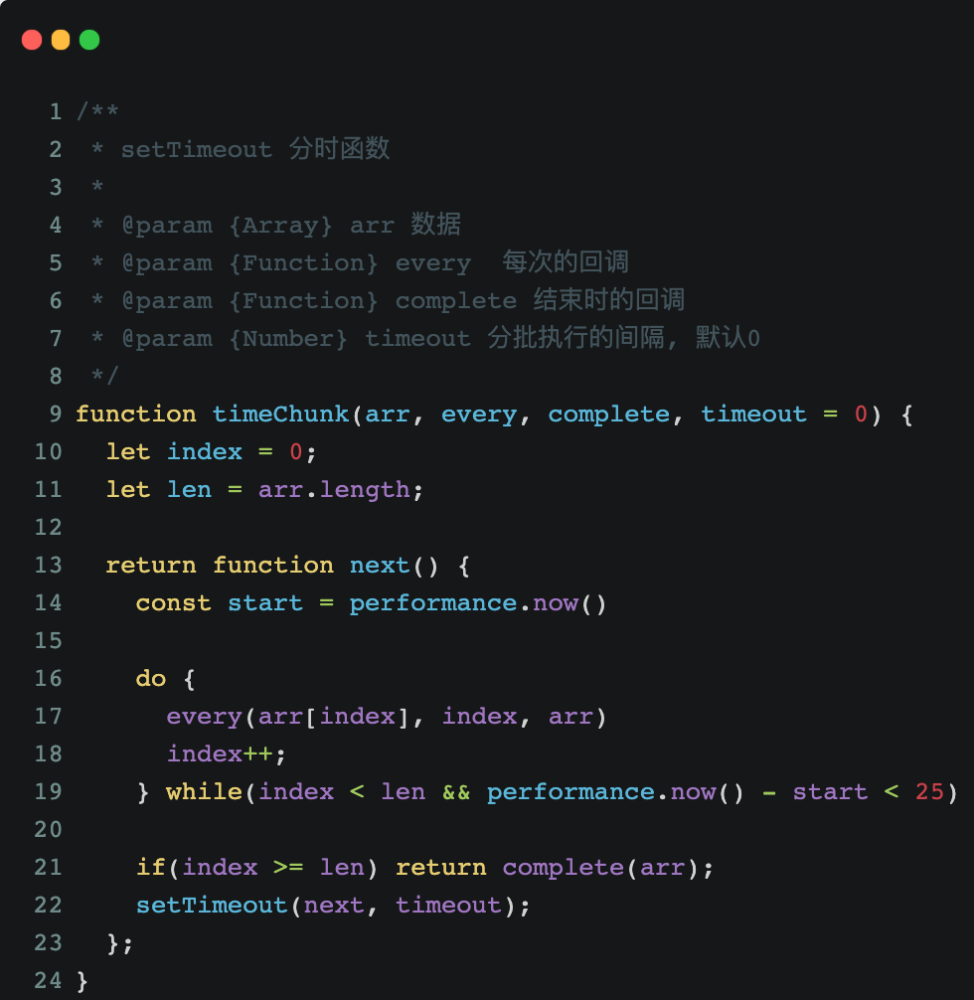 1 /**
2  * setTimeout 分时函数
3  *
4  * @param {Array} arr 数据
5  * @param {Function} every  每次的回调
6  * @param {Function} complete 结束时的回调
7  * @param {Number} timeout 分批执行的间隔, 默认0
8  */
9 function timeChunk(arr, every, complete, timeout = 0) {
10   let index = 0;
11   let len = arr.length;
12
13   return function next() {
14     const start = performance.now()
15
16     do {
17       every(arr[index], index, arr)
18       index++;
19     } while(index < len && performance.now() - start < 25)
20
21     if(index >= len) return complete(arr);
22     setTimeout(next, timeout);
23   };
24 }